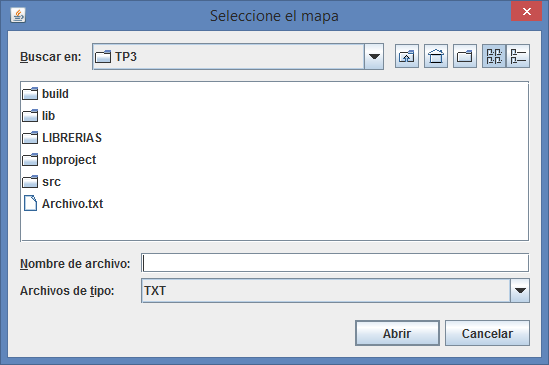 Seleccione el mapa
Buscar en: TP3
build
lib
LIBRERIAS
nbproject
src
Archivo.txt
Nombre de archivo:
Archivos de tipo: TXT
Abrir Cancelar